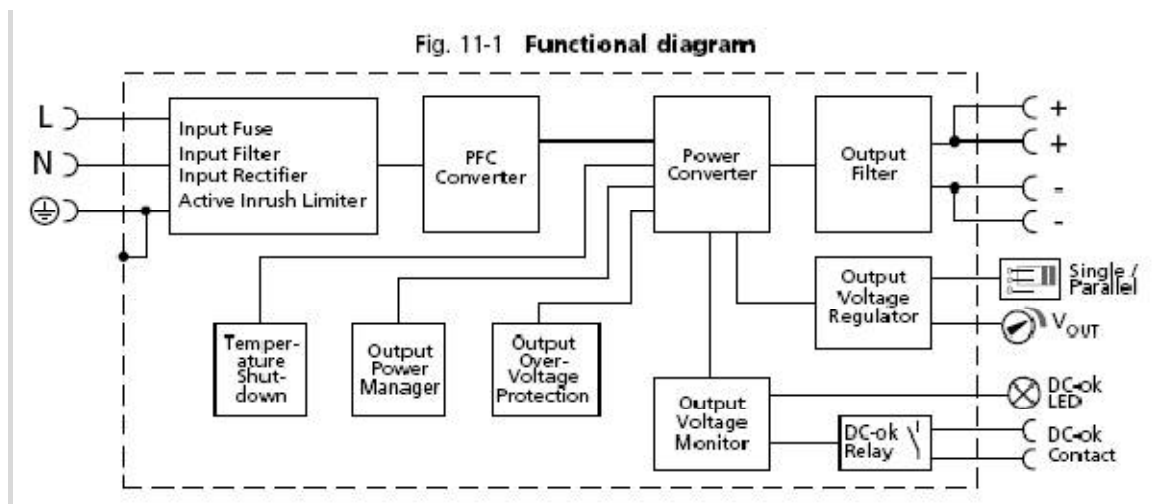 Fig. 11-1 Functional diagram
L
N
Input Fuse
Input Filter
Input Rectifier
Active Inrush Limiter
PFC
Converter
Power
Converter
Output
Filter
+
+
-
-
Output
Voltage
Regulator
Single /
Parallel
VOUT
Temper-
ature
Shut-
down
Output
Power
Manager
Output
Over-
Voltage
Protection
Output
Voltage
Monitor
DC-ok
LED
DC-ok
Relay
DC-ok
Contact